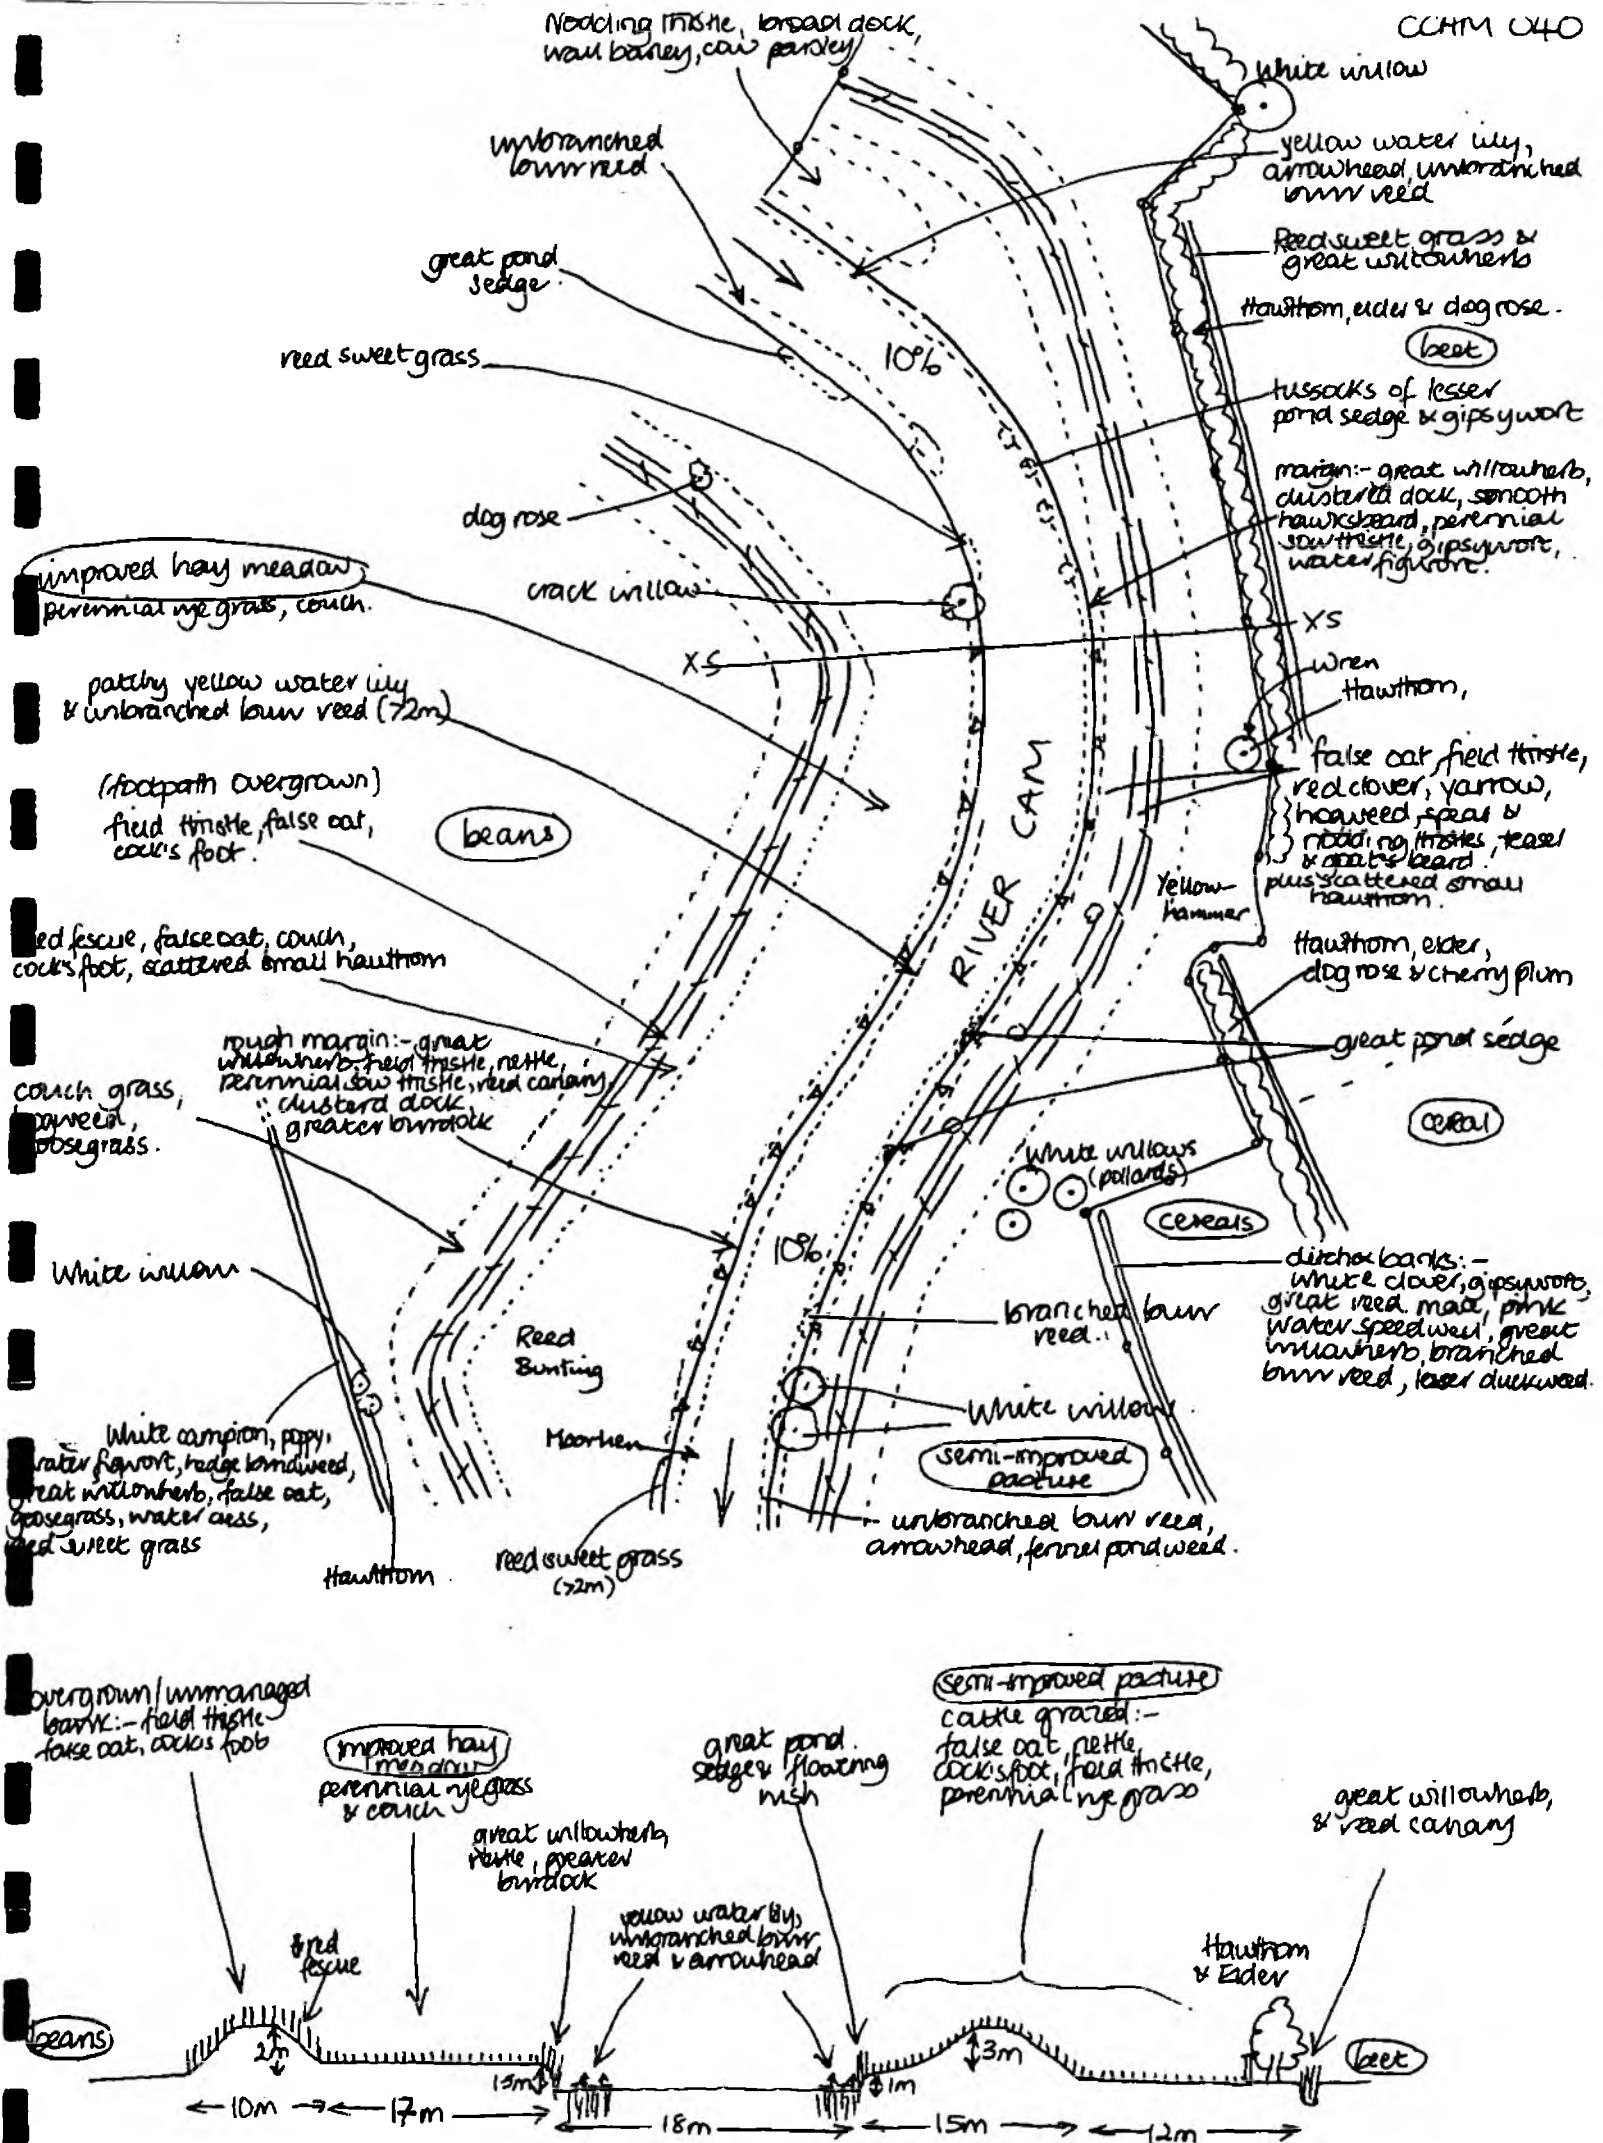 CCAM 040
Nodding thistle, broad dock,
wall barley, cow parsley
White willow
unbranched
burr reed
yellow water lily,
arrowhead, unbranched
burr reed
great pond
sedge.
Reed sweet grass &
great willowherb
Hawthorn, elder & dog rose.
beet
reed sweet grass
10%
tussocks of lesser
pond sedge & gipsywort
margin:- great willowherb,
clustered dock, smooth
hawksbeard, perennial
sow thistle, gipsywort,
water figwort.
dog rose
improved hay meadow
perennial rye grass, couch.
crack willow
XS
XS
wren
Hawthorn,
patchy yellow water lily
& unbranched burr reed (>2m)
RIVER CAM
false oat, field thistle,
red clover, yarrow,
hogweed, spear &
nodding thistles, teasel
& goat's beard
plus scattered small
hawthorn.
(footpath overgrown)
field thistle, false oat,
cock's foot.
beans
Yellow-
hammer
red fescue, false oat, couch,
cock's foot, scattered small hawthorn
Hawthorn, elder,
dog rose & cherry plum
great pond sedge
rough margin:- great
willowherb, field thistle, nettle,
perennial sow thistle, reed canary,
clusterd dock,
greater burdock
couch grass,
hogweed,
goosegrass.
cereal
White willows
(pollards)
cereals
White willow
10%
ditch & banks:-
white clover, gipsywort,
great reed mace, pink
water speedwell, great
willowherb, branched
burr reed, lesser duckweed.
branched burr
reed.
Reed
Bunting
White willow
Moorhen
semi-improved
pasture
White campion, poppy,
water figwort, hedge bindweed,
great willowherb, false oat,
goosegrass, water cress,
reed sweet grass
unbranched burr reed,
arrowhead, fennel pondweed.
Hawthorn.
reed sweet grass
(>2m)
overgrown/unmanaged
bank:- field thistle
false oat, cocks foot
improved hay
meadow
perennial rye grass
& couch
great pond
sedge & flowering
rush
semi-improved pasture
cattle grazed:-
false oat, nettle,
cocksfoot, field thistle,
perennial rye grass
great willowherb,
& reed canary
great willowherb,
nettle, greater
burdock
yellow water lily,
unbranched burr
reed & arrowhead
& red
fescue
Hawthorn
& Elder
beans
2m
1.5m
1m
3m
beet
10m
17m
18m
15m
12m